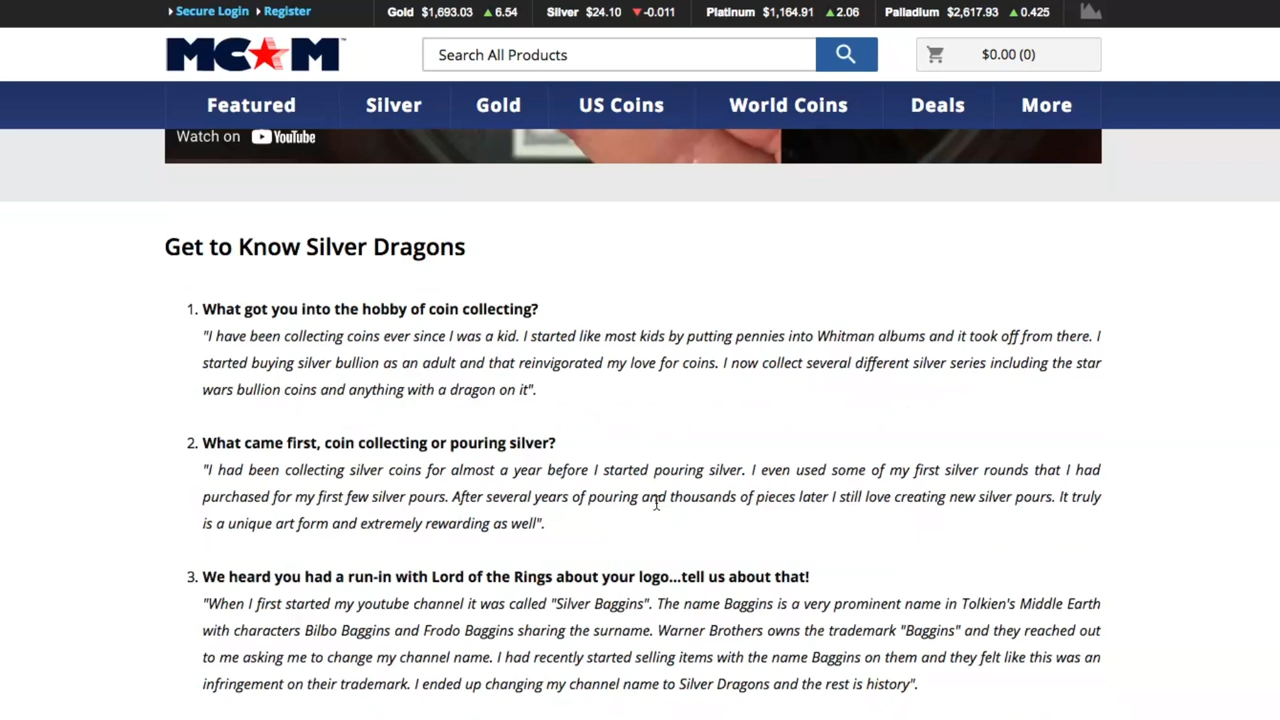 Secure Login Register Gold $1,693.03 6.54 Silver $24.10 -0.011 Platinum $1,164.91 2.06 Palladium $2,617.93 0.425
MCM™ Search All Products $0.00 (0)
Featured Silver Gold US Coins World Coins Deals More
Watch on YouTube
Get to Know Silver Dragons
1. What got you into the hobby of coin collecting?
"I have been collecting coins ever since I was a kid. I started like most kids by putting pennies into Whitman albums and it took off from there. I
started buying silver bullion as an adult and that reinvigorated my love for coins. I now collect several different silver series including the star
wars bullion coins and anything with a dragon on it".
2. What came first, coin collecting or pouring silver?
"I had been collecting silver coins for almost a year before I started pouring silver. I even used some of my first silver rounds that I had
purchased for my first few silver pours. After several years of pouring and thousands of pieces later I still love creating new silver pours. It truly
is a unique art form and extremely rewarding as well".
3. We heard you had a run-in with Lord of the Rings about your logo...tell us about that!
"When I first started my youtube channel it was called "Silver Baggins". The name Baggins is a very prominent name in Tolkien's Middle Earth
with characters Bilbo Baggins and Frodo Baggins sharing the surname. Warner Brothers owns the trademark "Baggins" and they reached out
to me asking me to change my channel name. I had recently started selling items with the name Baggins on them and they felt like this was an
infringement on their trademark. I ended up changing my channel name to Silver Dragons and the rest is history".